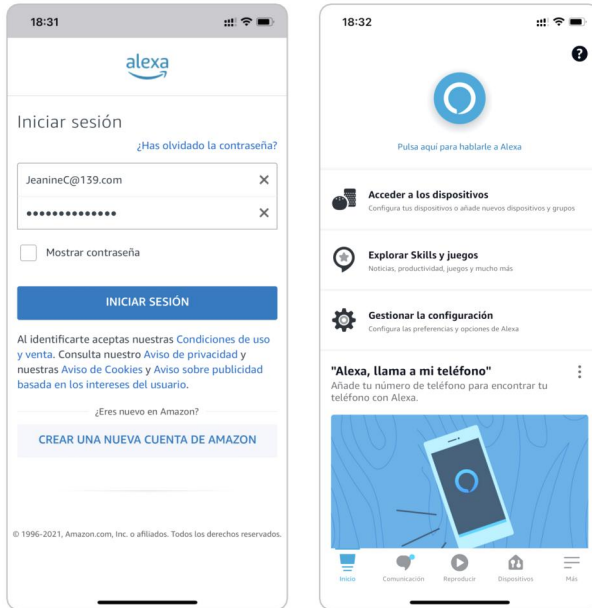 18:31
alexa
Iniciar sesión
¿Has olvidado la contraseña?
JeanineC@139.com
Mostrar contraseña
INICIAR SESIÓN
Al identificarte aceptas nuestras Condiciones de uso
y venta. Consulta nuestro Aviso de privacidad y
nuestras Aviso de Cookies y Aviso sobre publicidad
basada en los intereses del usuario.
¿Eres nuevo en Amazon?
CREAR UNA NUEVA CUENTA DE AMAZON
© 1996-2021, Amazon.com, Inc. o afiliados. Todos los derechos reservados.
18:32
Pulsa aquí para hablarle a Alexa
Acceder a los dispositivos
Configura tus dispositivos o añade nuevos dispositivos y grupos
Explorar Skills y juegos
Noticias, productividad, juegos y mucho más
Gestionar la configuración
Configura las preferencias y opciones de Alexa
"Alexa, llama a mi teléfono"
Añade tu número de teléfono para encontrar tu
teléfono con Alexa.
Inicio Comunicación Reproducir Dispositivos Más